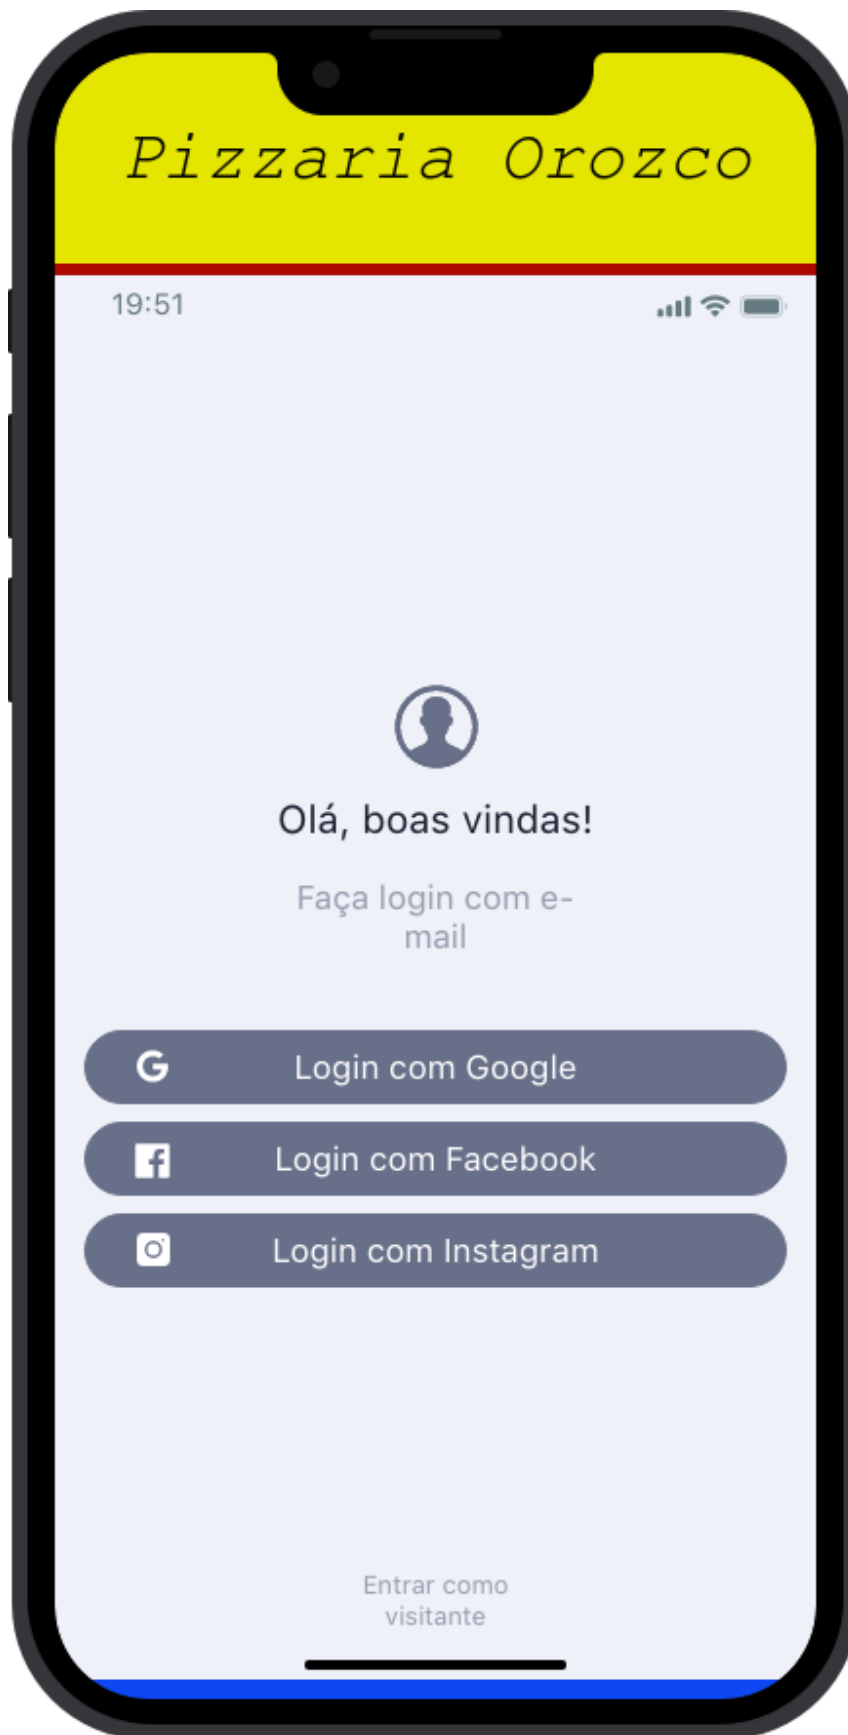 Pizzaria Orozco
19:51
Olá, boas vindas!
Faça login com e-
mail
Login com Google
Login com Facebook
Login com Instagram
Entrar como
visitante